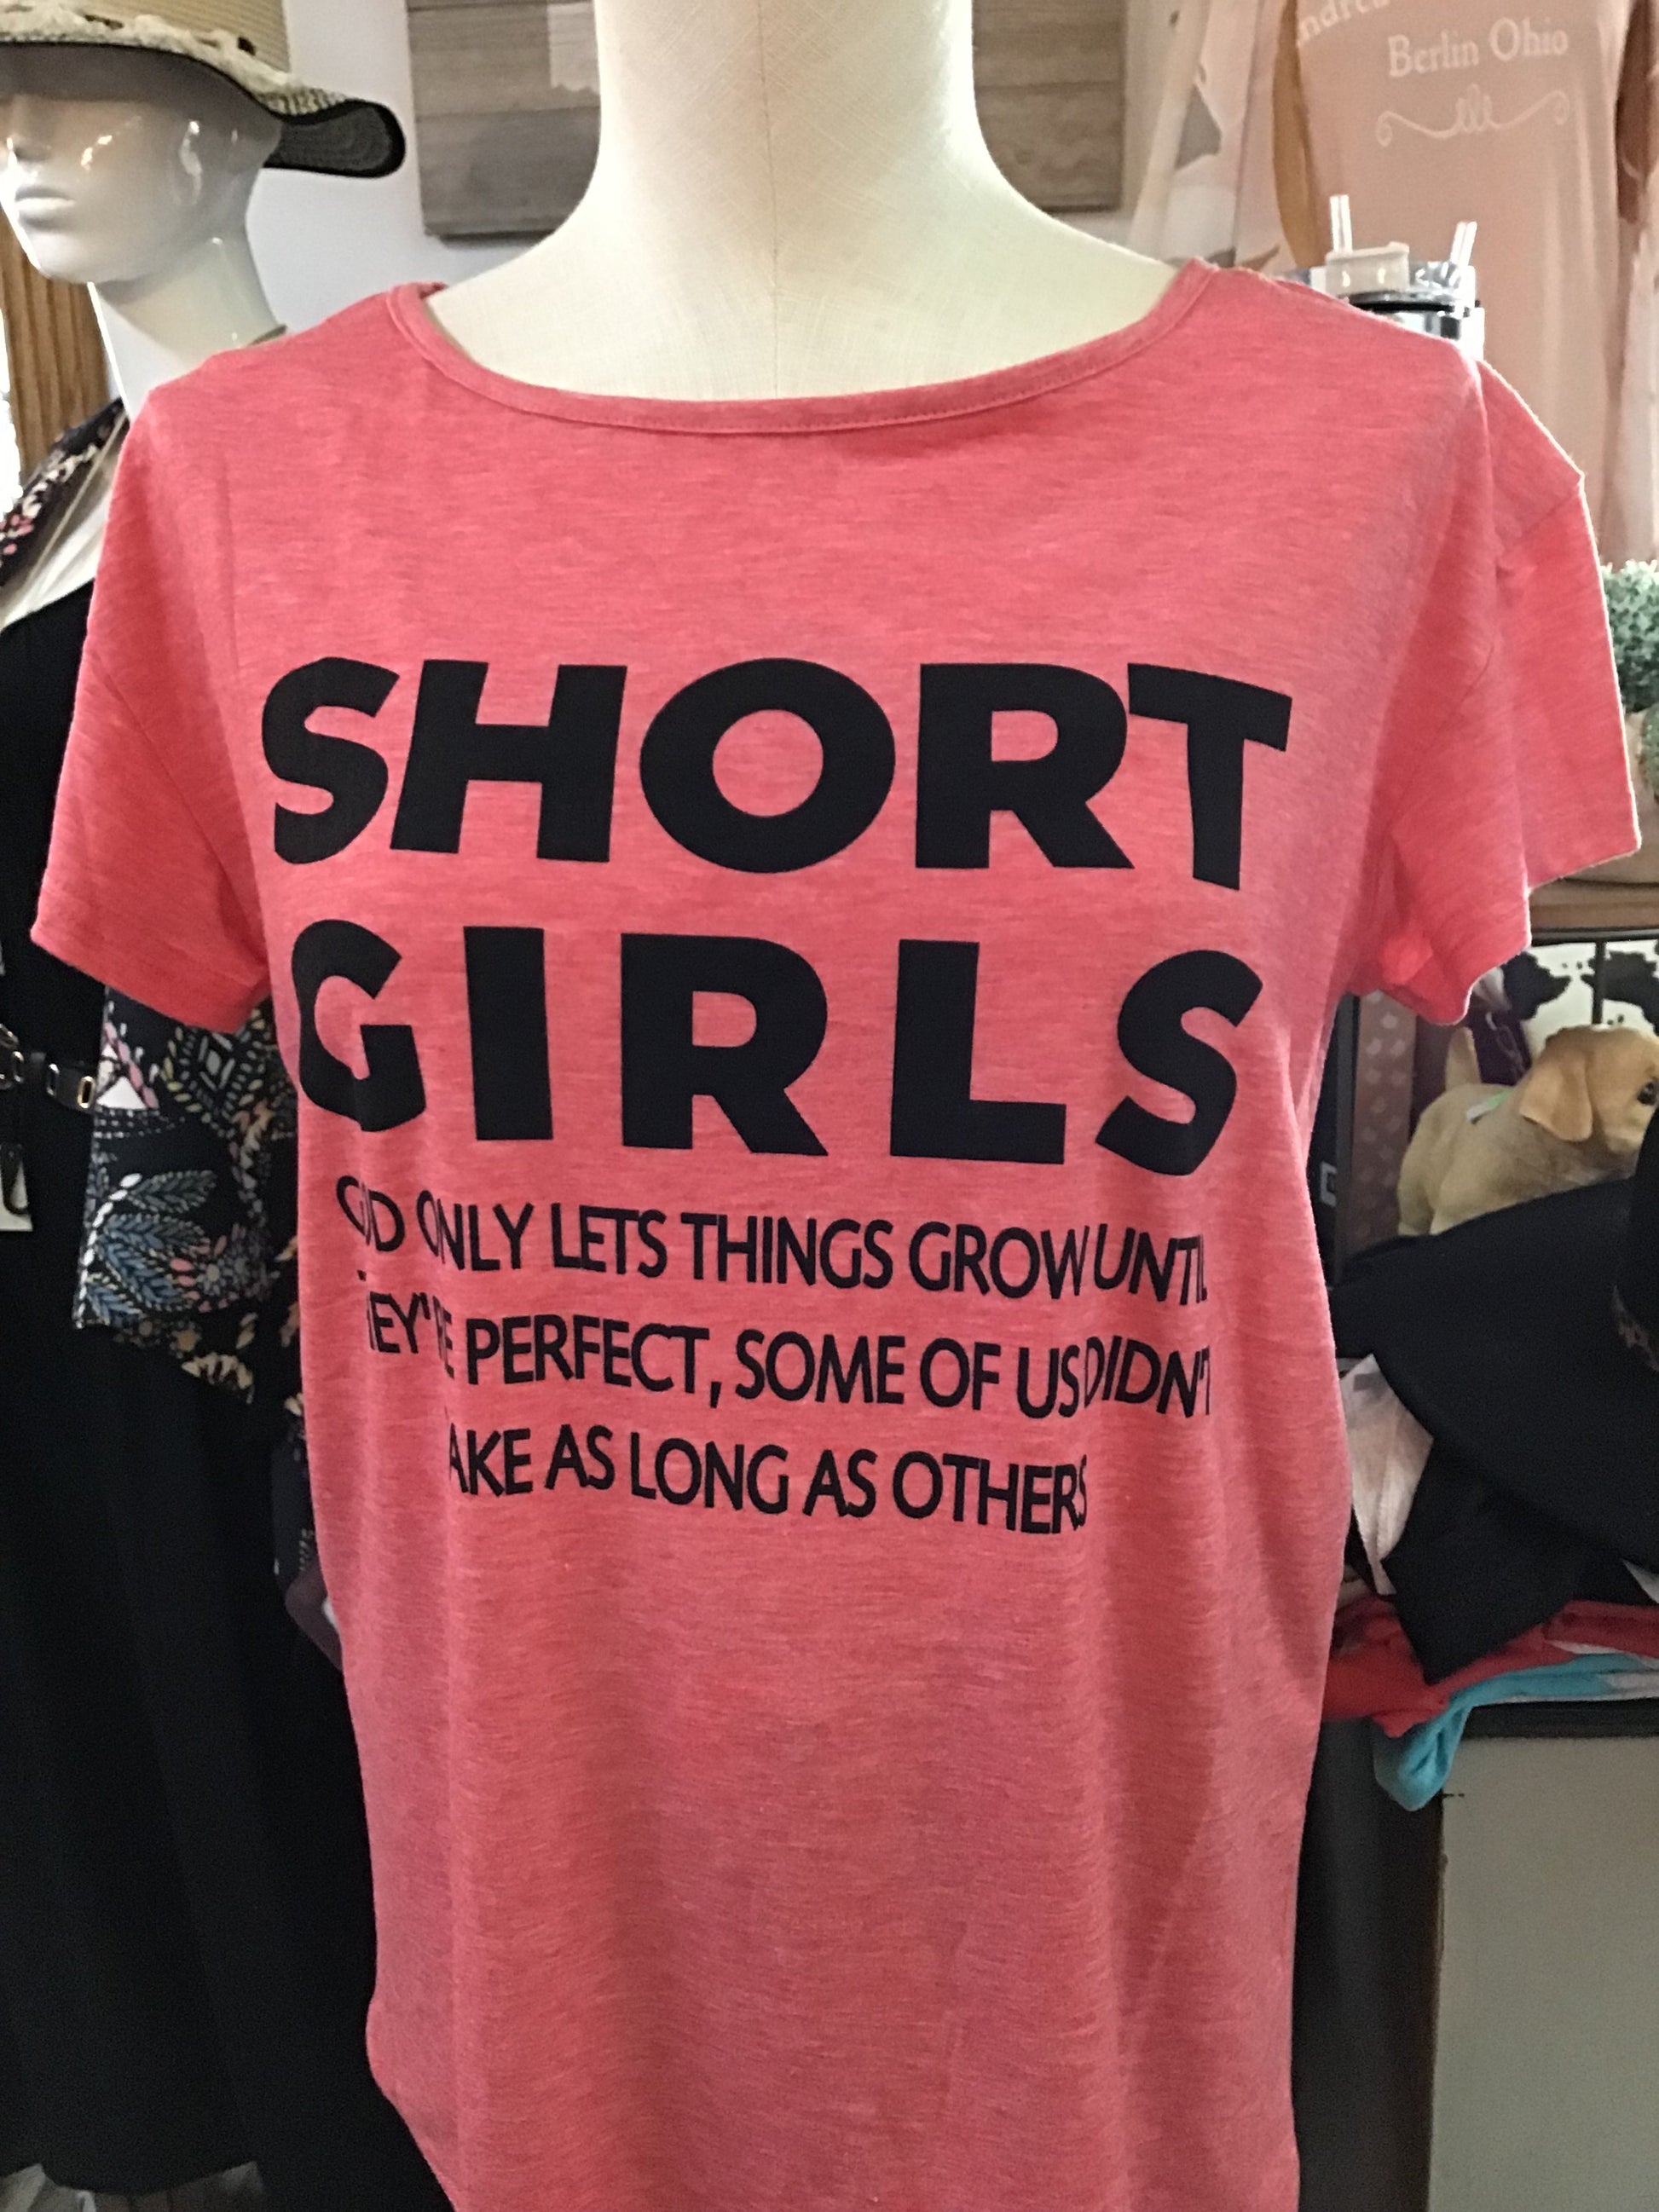 Berlin Ohio
SHORT
GIRLS
GOD ONLY LETS THINGS GROW UNTIL
THEY'RE PERFECT, SOME OF US DIDN'T
TAKE AS LONG AS OTHERS